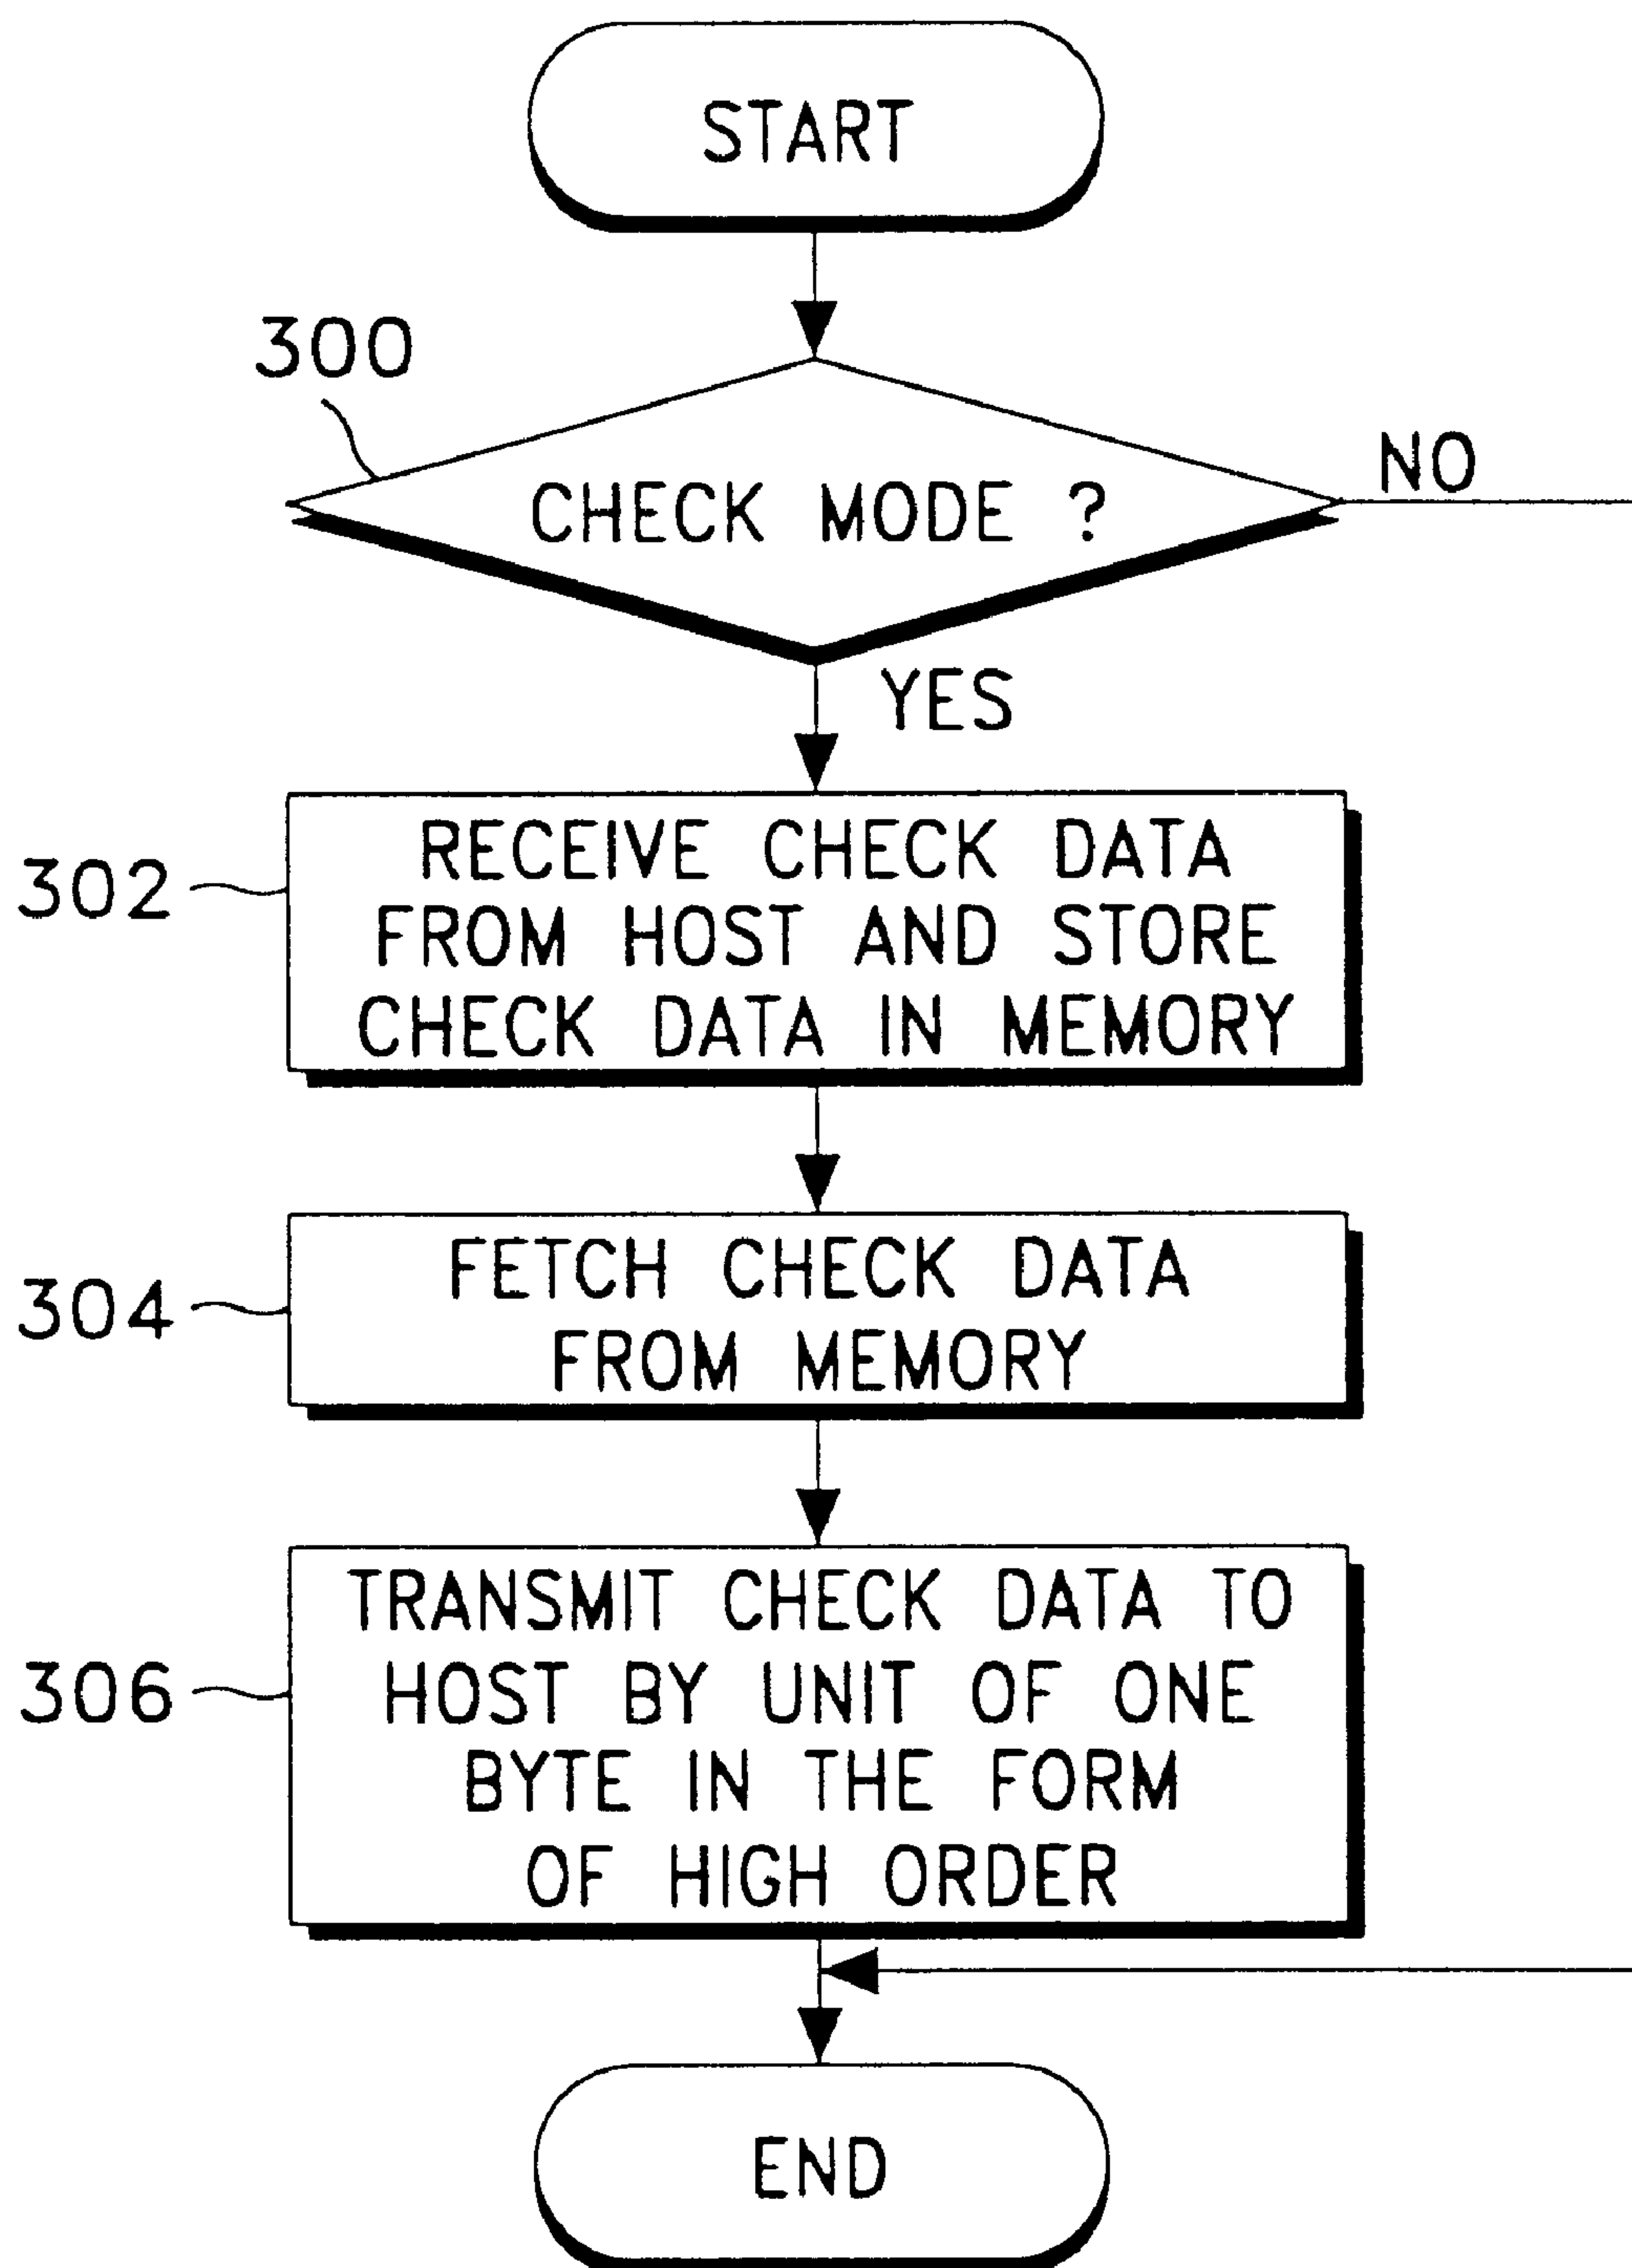 START
300
CHECK MODE ?
NO
YES
302
RECEIVE CHECK DATA
FROM HOST AND STORE
CHECK DATA IN MEMORY
304
FETCH CHECK DATA
FROM MEMORY
306
TRANSMIT CHECK DATA TO
HOST BY UNIT OF ONE
BYTE IN THE FORM
OF HIGH ORDER
END